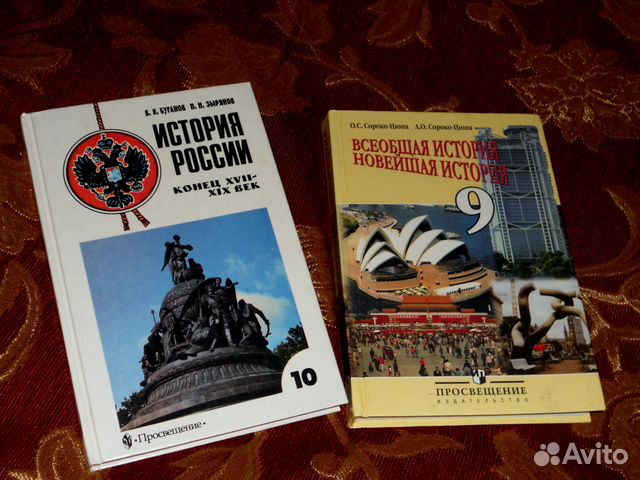 В. И. БУГАНОВ П. Н. ЗЫРЯНОВ
ИСТОРИЯ
РОССИИ
КОНЕЦ XVII-
XIX ВЕК
10
• Просвещение •
О.С. Сороко-Цюпа А.О. Сороко-Цюпа
ВСЕОБЩАЯ ИСТОРИЯ
НОВЕЙШАЯ ИСТОРИЯ
9
ПРОСВЕЩЕНИЕ
ИЗДАТЕЛЬСТВО
Avito